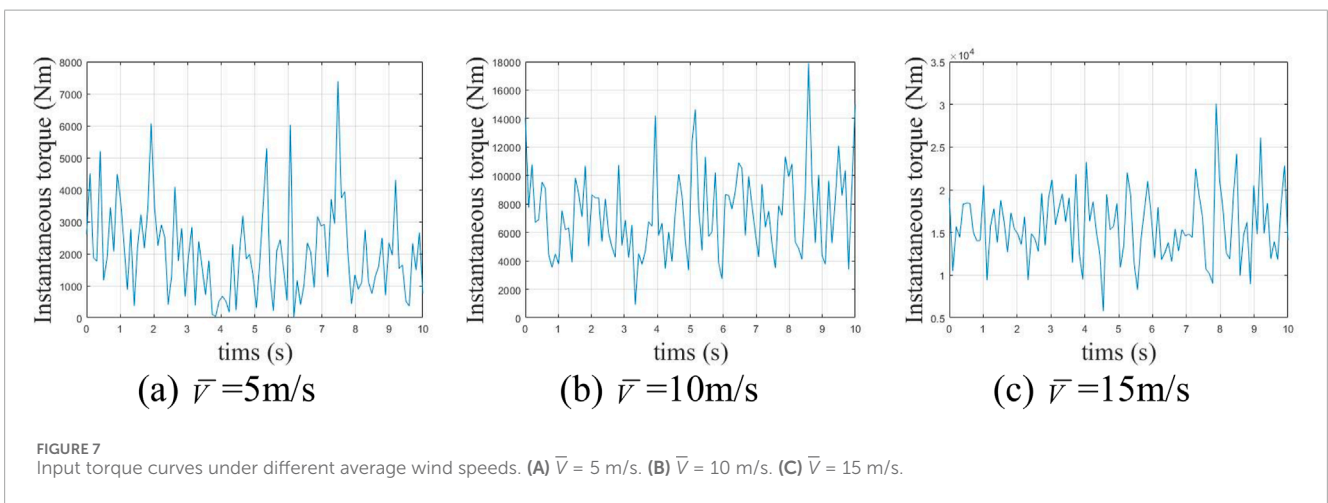 8000
7000
6000
5000
4000
3000
2000
1000
0
Instantaneous torque (Nm)
0 1 2 3 4 5 6 7 8 9 10
tims (s)
(a) V̅ =5m/s
18000
16000
14000
12000
10000
8000
6000
4000
2000
0
Instantaneous torque (Nm)
0 1 2 3 4 5 6 7 8 9 10
tims (s)
(b) V̅ =10m/s
×10⁴
3.5
3
2.5
2
1.5
1
0.5
Instantaneous torque (Nm)
0 1 2 3 4 5 6 7 8 9 10
tims (s)
(c) V̅ =15m/s
FIGURE 7
Input torque curves under different average wind speeds. (A) V̅ = 5 m/s. (B) V̅ = 10 m/s. (C) V̅ = 15 m/s.